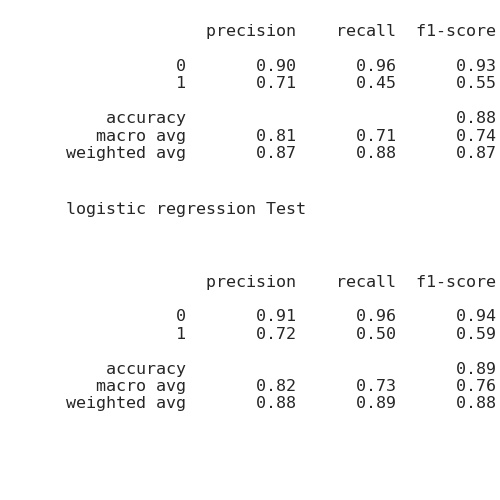 precision recall f1-score
0 0.90 0.96 0.93
1 0.71 0.45 0.55
accuracy 0.88
macro avg 0.81 0.71 0.74
weighted avg 0.87 0.88 0.87
logistic regression Test
precision recall f1-score
0 0.91 0.96 0.94
1 0.72 0.50 0.59
accuracy 0.89
macro avg 0.82 0.73 0.76
weighted avg 0.88 0.89 0.88